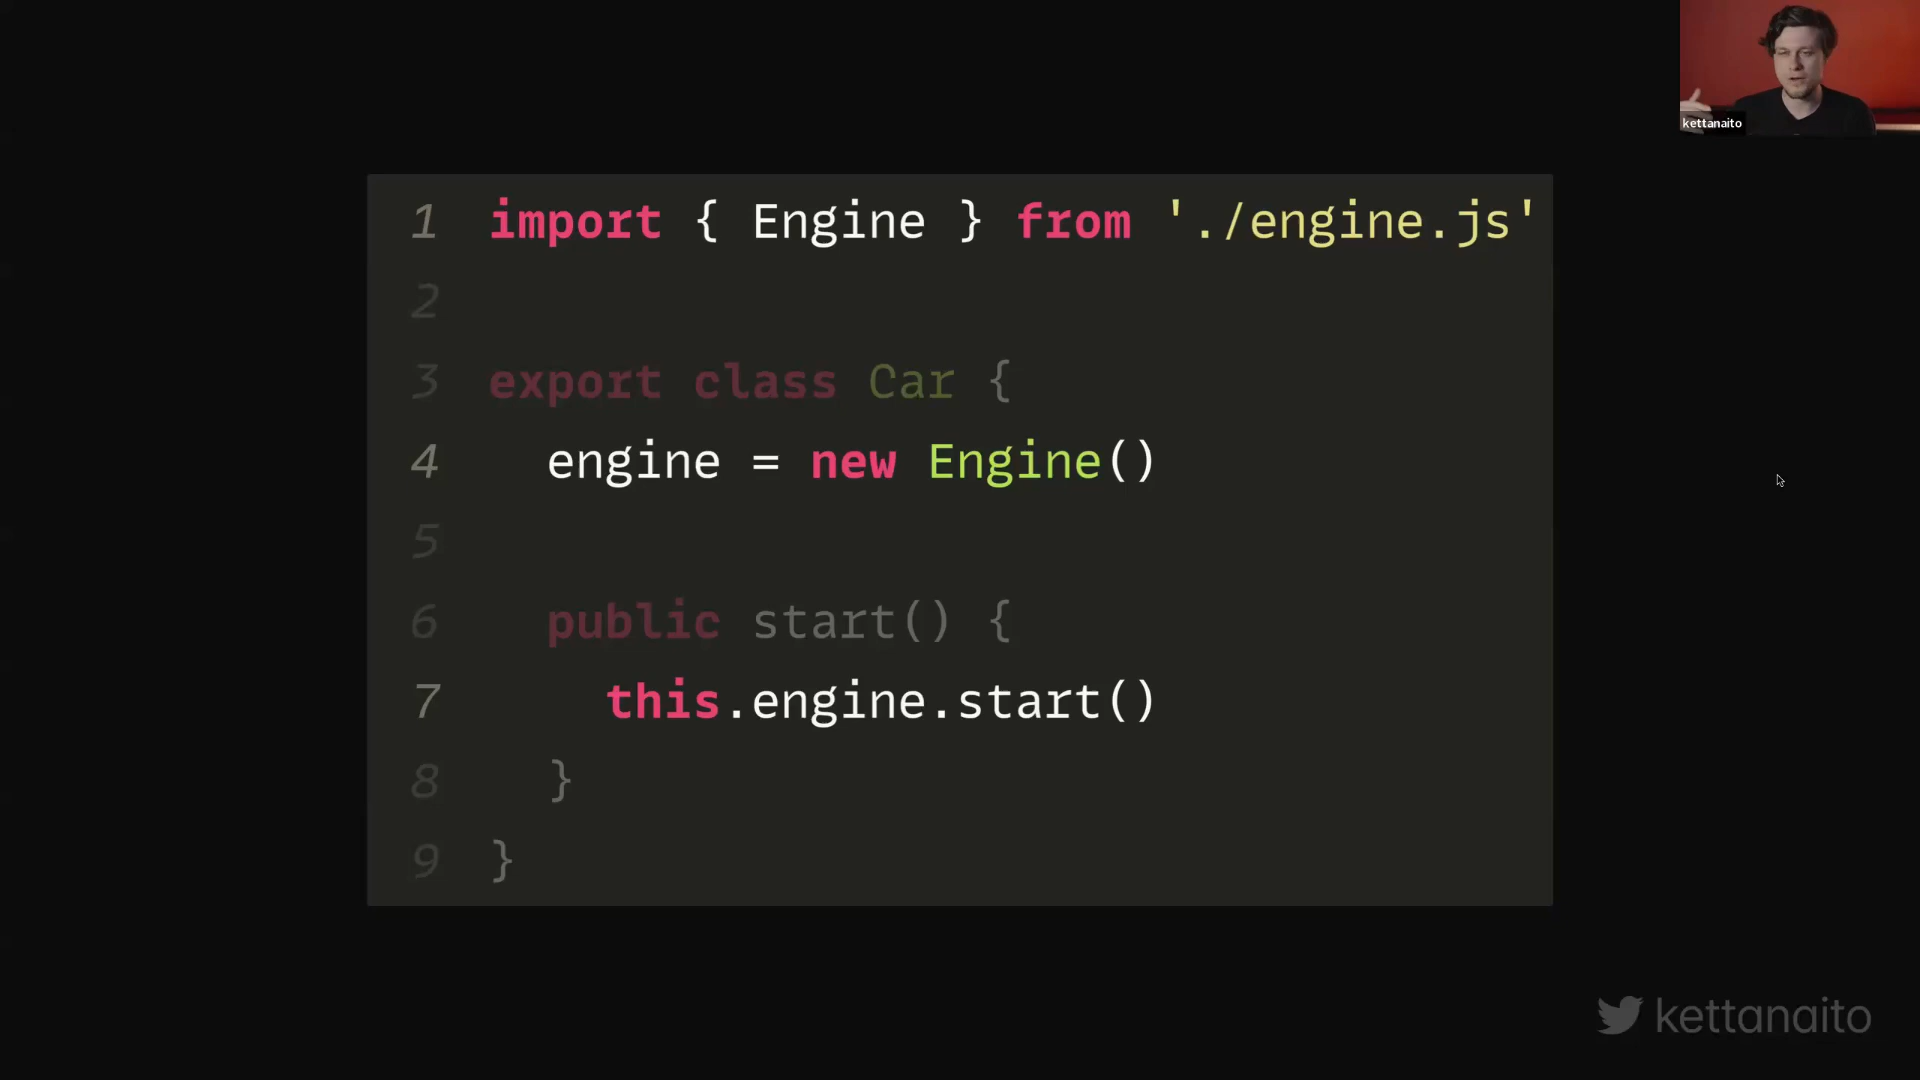 kettanaito
1 import { Engine } from './engine.js'
2
3 export class Car {
4 engine = new Engine()
5
6 public start() {
7 this.engine.start()
8 }
9 }
kettanaito